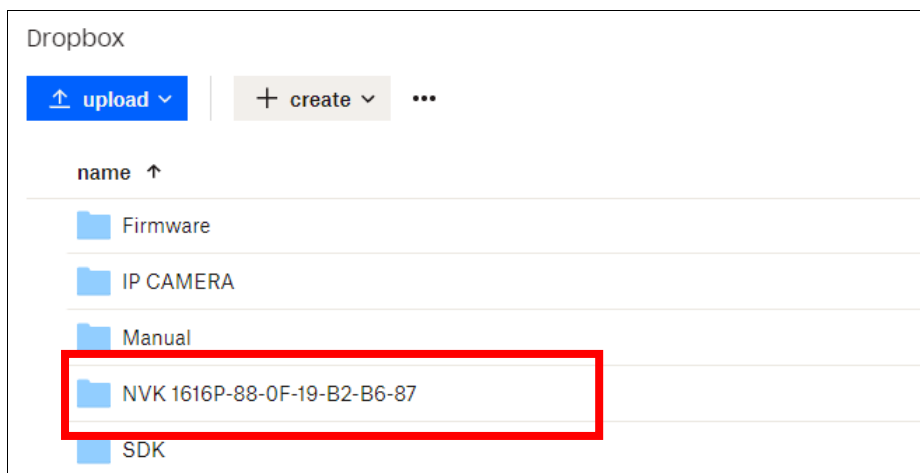 Dropbox
upload
create
name
Firmware
IP CAMERA
Manual
NVK 1616P-88-0F-19-B2-B6-87
SDK